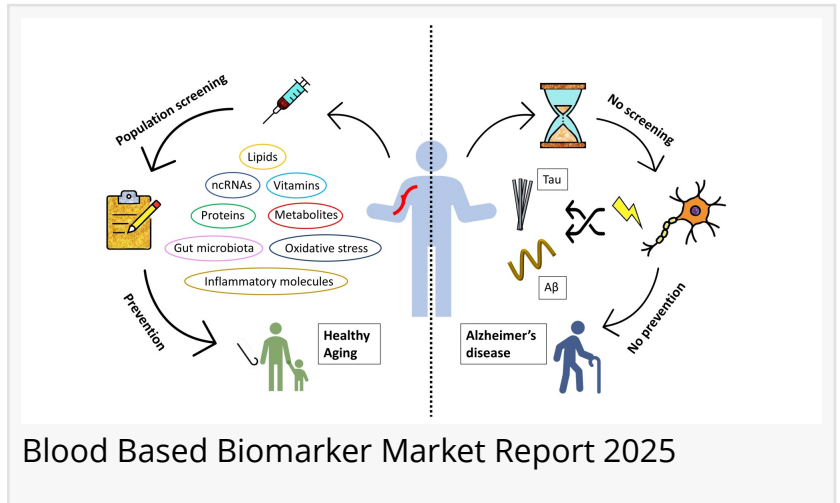 Population screening
Lipids
ncRNAs
Vitamins
Proteins
Metabolites
Gut microbiota
Oxidative stress
Inflammatory molecules
Prevention
Healthy
Aging
No screening
Tau
Aβ
No prevention
Alzheimer's
disease
Blood Based Biomarker Market Report 2025